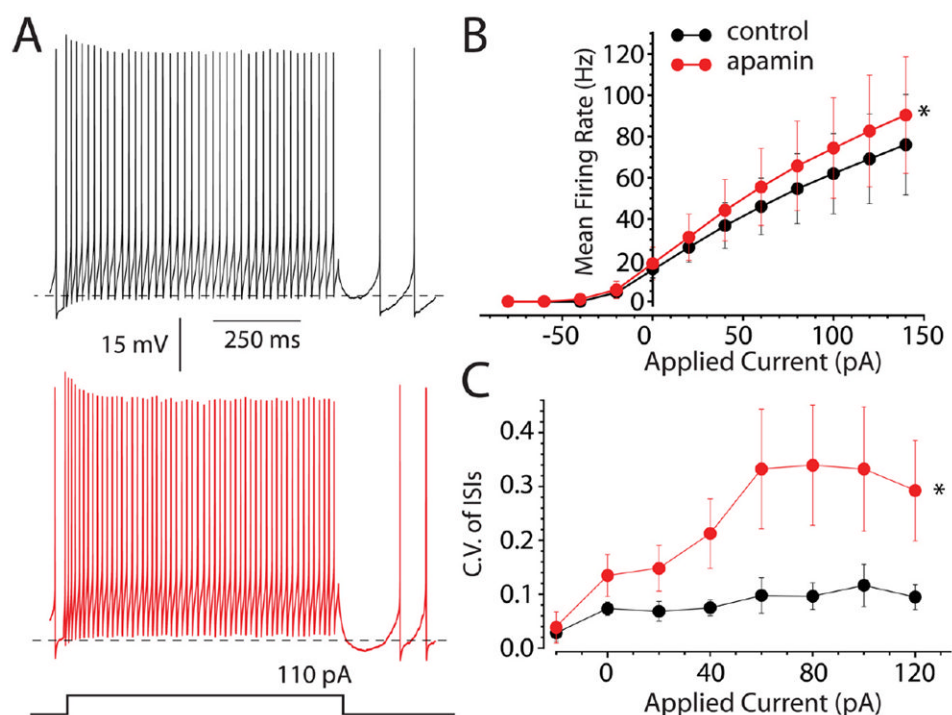 A
15 mV
250 ms
110 pA
B
control
apamin
Mean Firing Rate (Hz)
120
100
80
60
40
20
0
*
-50
0
50
100
150
Applied Current (pA)
C
C.V. of ISIs
0.4
0.3
0.2
0.1
0.0
*
0
40
80
120
Applied Current (pA)